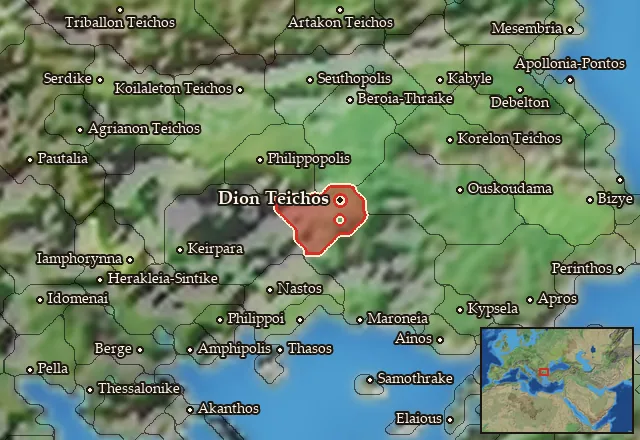 Triballon Teichos
Artakon Teichos
Mesembria
Apollonia-Pontos
Serdike
Koilaleton Teichos
Seuthopolis
Kabyle
Beroia-Thraike
Debelton
Agrianon Teichos
Korelon Teichos
Pautalia
Philippopolis
Dion Teichos
Ouskoudama
Bizye
Keirpara
Iamphorynna
Perinthos
Herakleia-Sintike
Nastos
Idomenai
Kypsela
Apros
Philippoi
Maroneia
Ainos
Berge
Amphipolis
Thasos
Pella
Samothrake
Thessalonike
Akanthos
Elaious